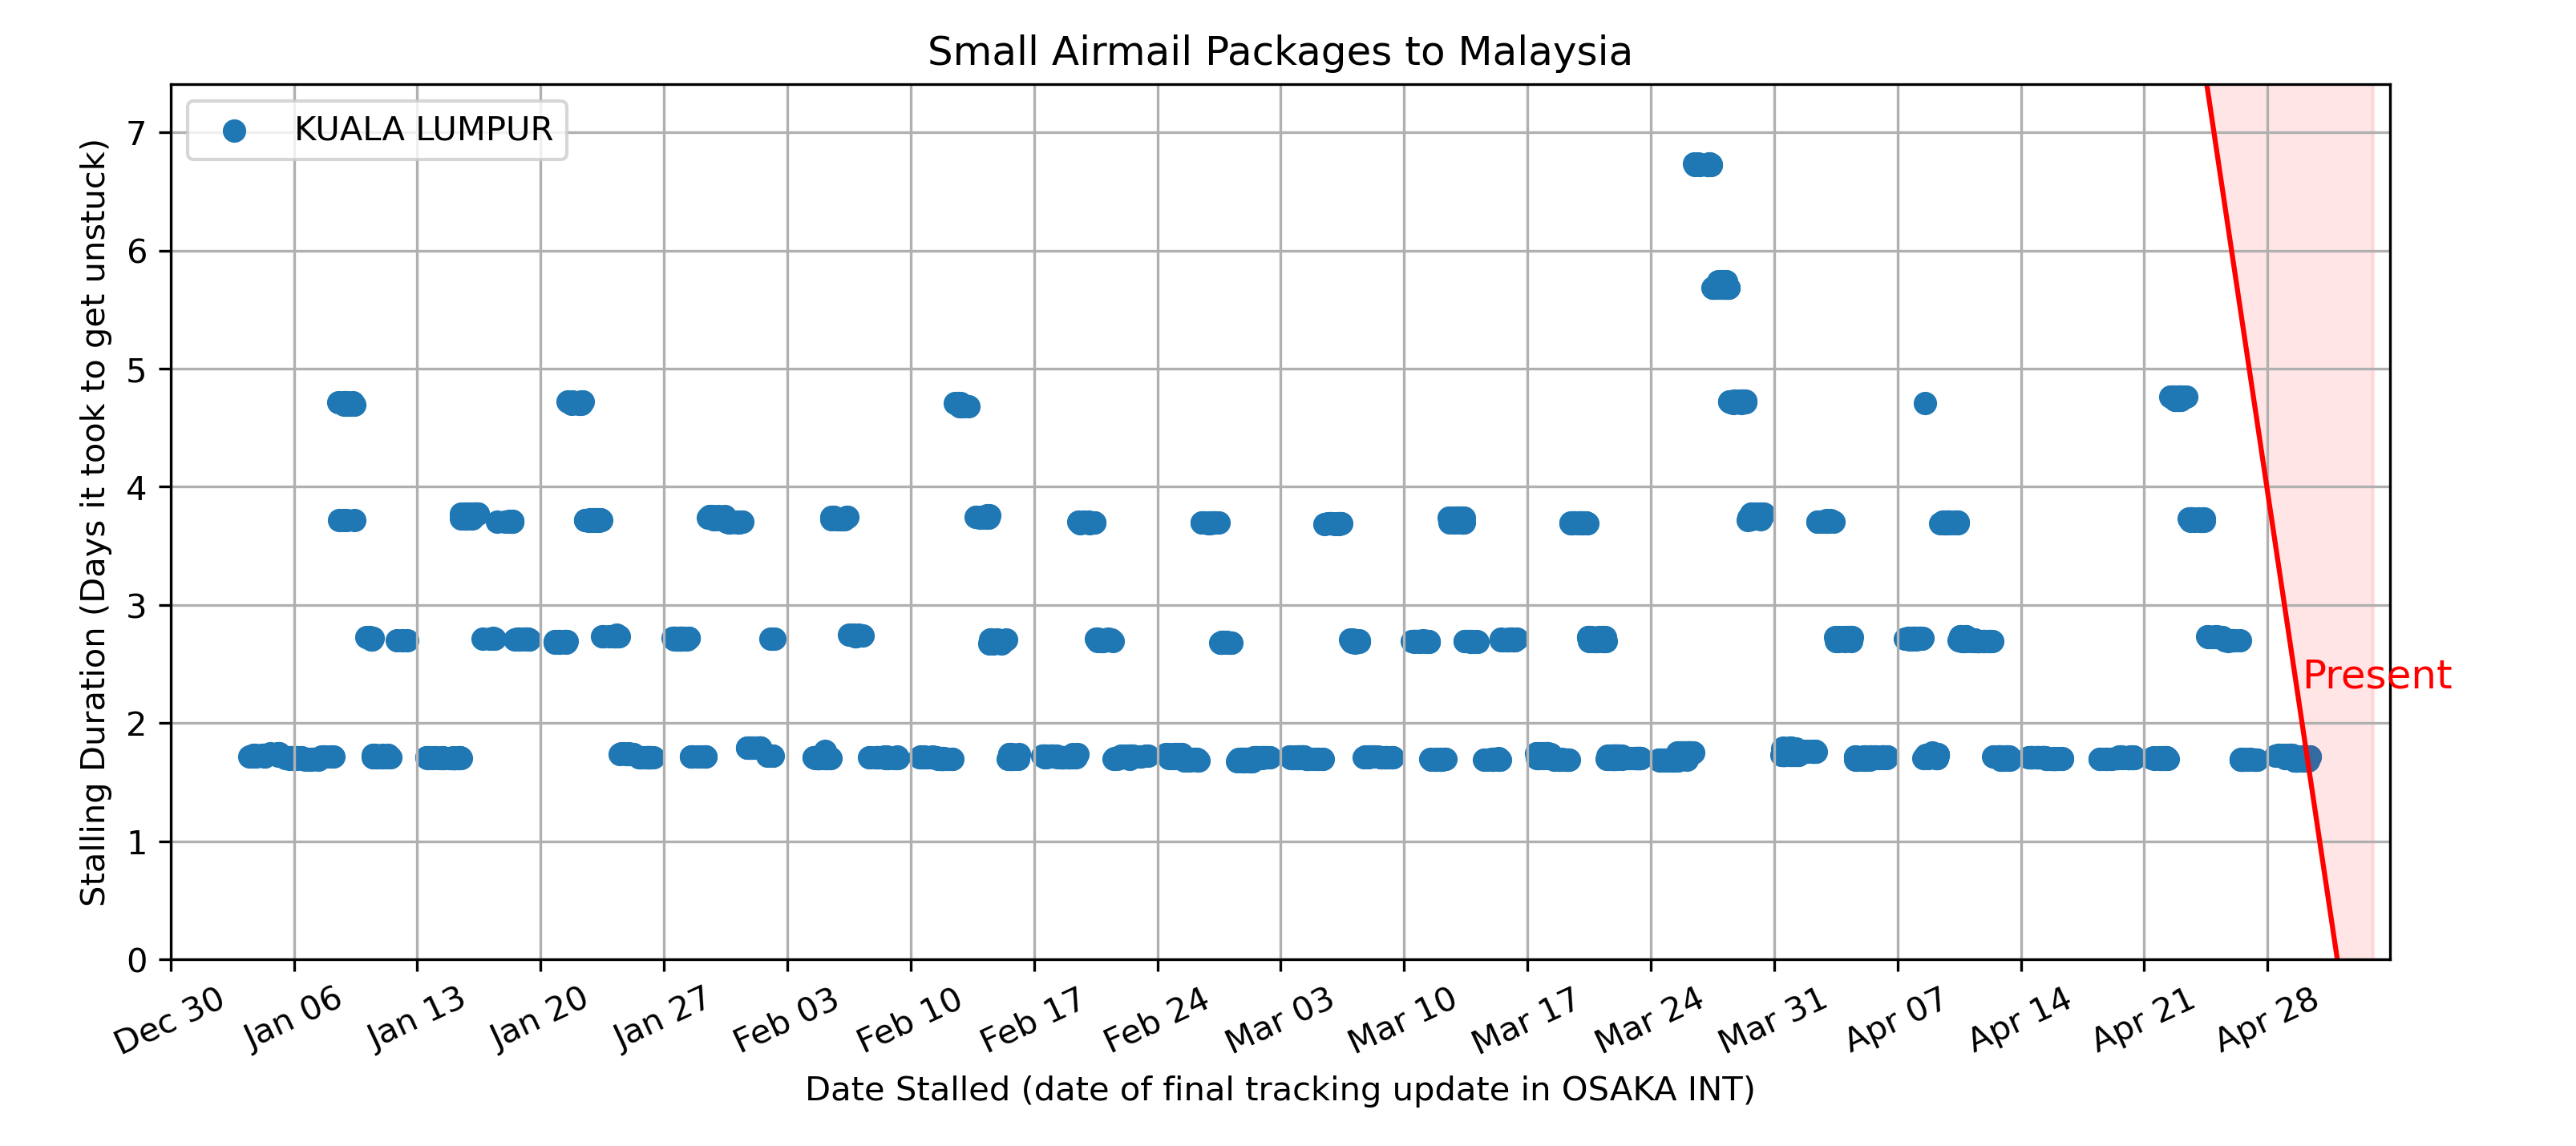 Small Airmail Packages to Malaysia
KUALA LUMPUR
Stalling Duration (Days it took to get unstuck)
7
6
5
4
3
2
1
0
Present
Dec 30
Jan 06
Jan 13
Jan 20
Jan 27
Feb 03
Feb 10
Feb 17
Feb 24
Mar 03
Mar 10
Mar 17
Mar 24
Mar 31
Apr 07
Apr 14
Apr 21
Apr 28
Date Stalled (date of final tracking update in OSAKA INT)